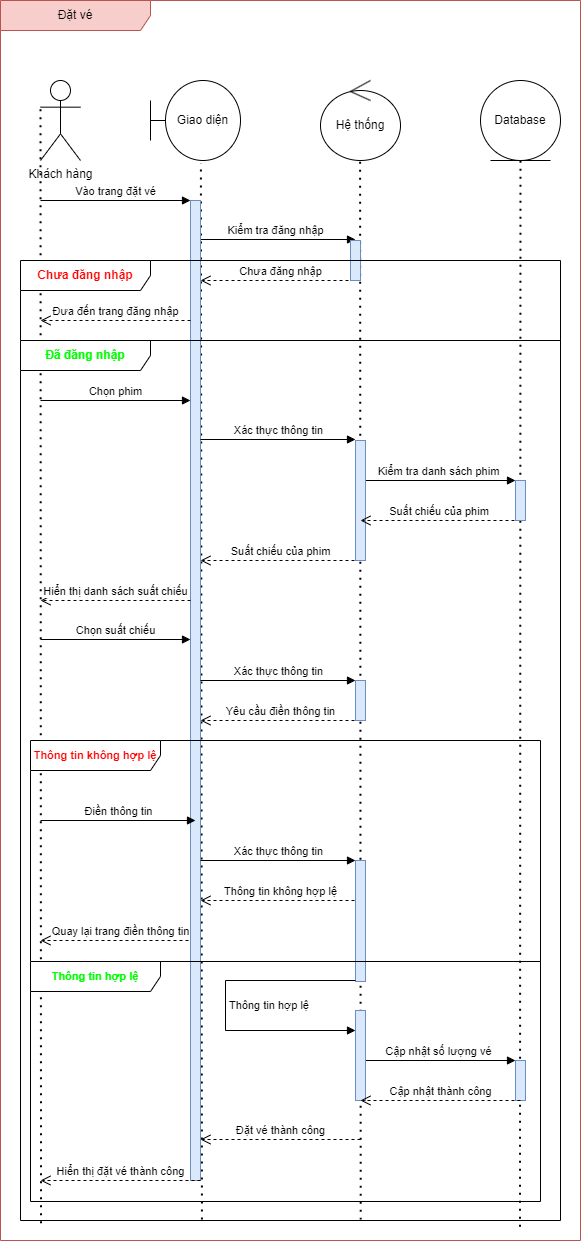 Đặt vé
Giao diện
Hệ thống
Database
Khách hàng
Vào trang đặt vé
Kiểm tra đăng nhập
Chưa đăng nhập
Chưa đăng nhập
Đưa đến trang đăng nhập
Đã đăng nhập
Chọn phim
Xác thực thông tin
Kiểm tra danh sách phim
Suất chiếu của phim
Suất chiếu của phim
Hiển thị danh sách suất chiếu
Chọn suất chiếu
Xác thực thông tin
Yêu cầu điền thông tin
Thông tin không hợp lệ
Điền thông tin
Xác thực thông tin
Thông tin không hợp lệ
Quay lại trang điền thông tin
Thông tin hợp lệ
Thông tin hợp lệ
Cập nhật số lượng vé
Cập nhật thành công
Đặt vé thành công
Hiển thị đặt vé thành công